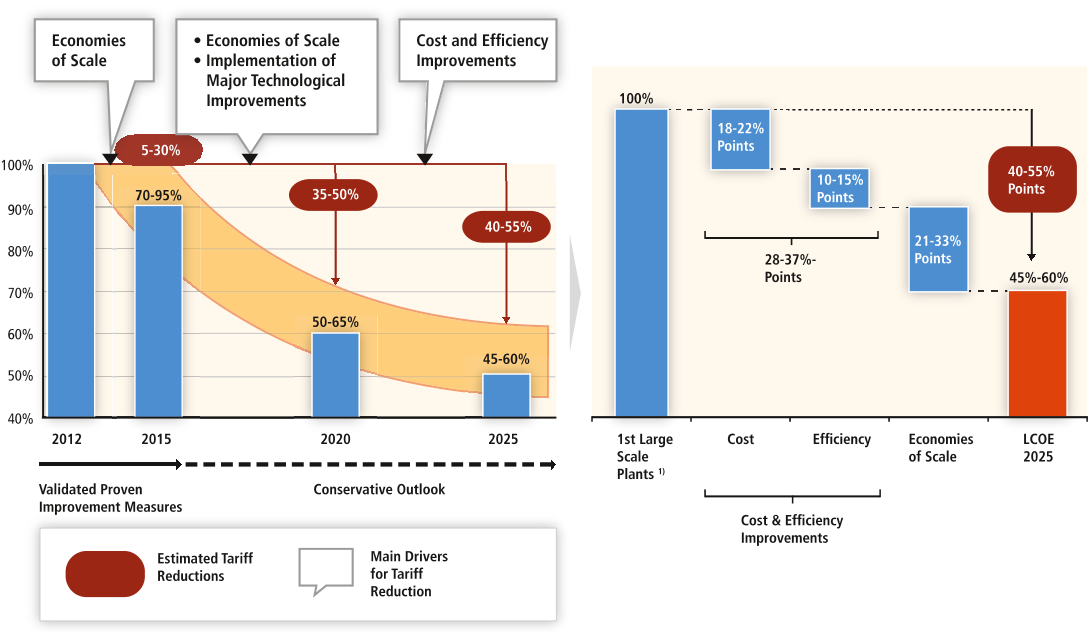 Economies
of Scale
• Economies of Scale
• Implementation of
Major Technological
Improvements
Cost and Efficiency
Improvements
100%
90%
80%
70%
60%
50%
40%
5-30%
70-95%
35-50%
50-65%
40-55%
45-60%
2012
2015
2020
2025
Validated Proven
Improvement Measures
Conservative Outlook
Estimated Tariff
Reductions
Main Drivers
for Tariff
Reduction
100%
18-22%
Points
10-15%
Points
28-37%-
Points
21-33%
Points
40-55%
Points
45%-60%
1st Large
Scale
Plants 1)
Cost
Efficiency
Economies
of Scale
LCOE
2025
Cost & Efficiency
Improvements